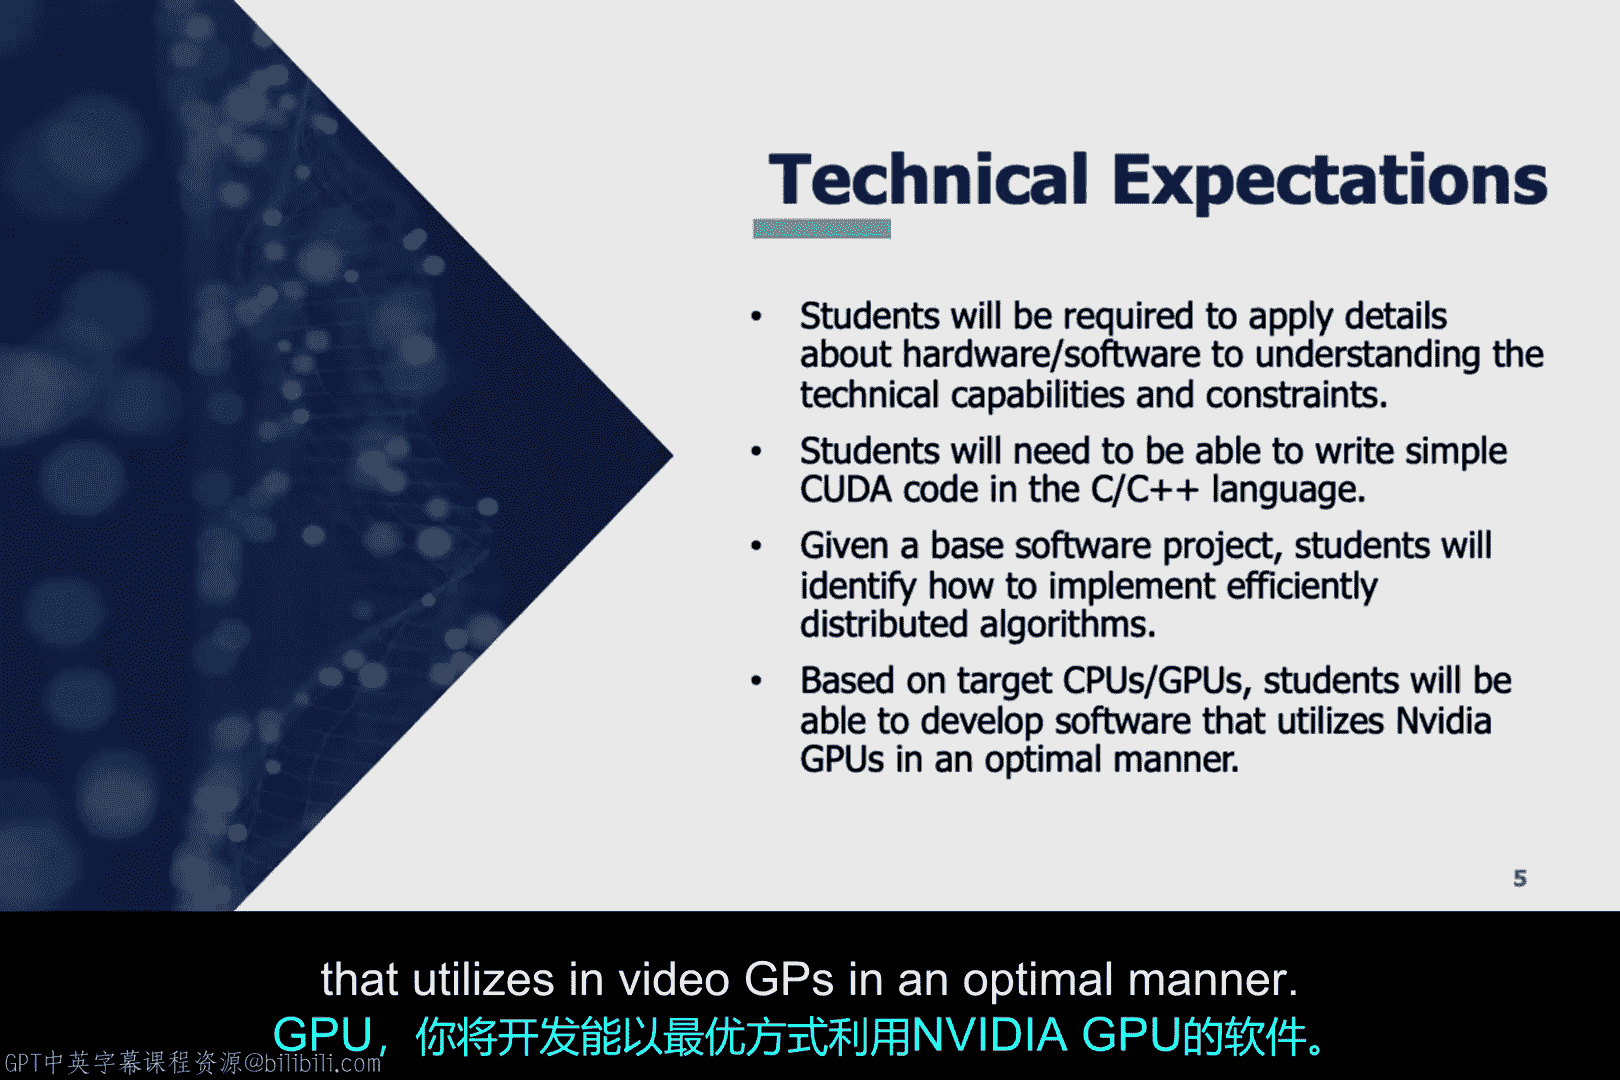 Technical Expectations
• Students will be required to apply details
about hardware/software to understanding the
technical capabilities and constraints.
• Students will need to be able to write simple
CUDA code in the C/C++ language.
• Given a base software project, students will
identify how to implement efficiently
distributed algorithms.
• Based on target CPUs/GPUs, students will be
able to develop software that utilizes Nvidia
GPUs in an optimal manner.
5
that utilizes in video GPs in an optimal manner.
GPU，你将开发能以最优方式利用NVIDIA GPU的软件。
GPT中英字幕课程资源@bilibili.com